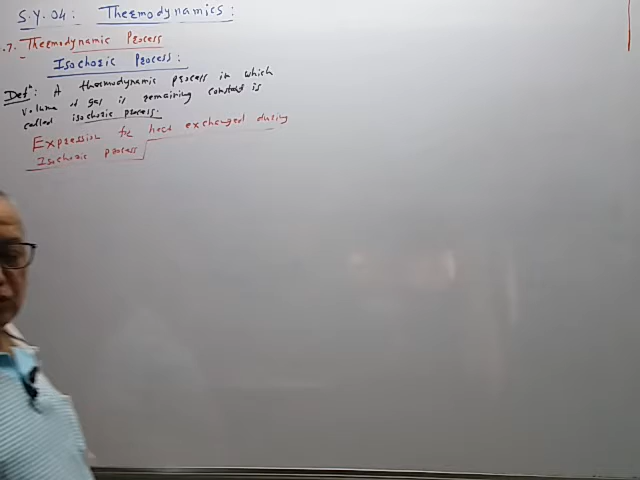 S.Y. 04: Thermodynamics:
.7. Thermodynamic Process
Isochoric Process:
Defⁿ: A thermodynamic process in which
volume of gas is remaining constant is
called isochoric process.
Expression for heat exchanged during
Isochoric process